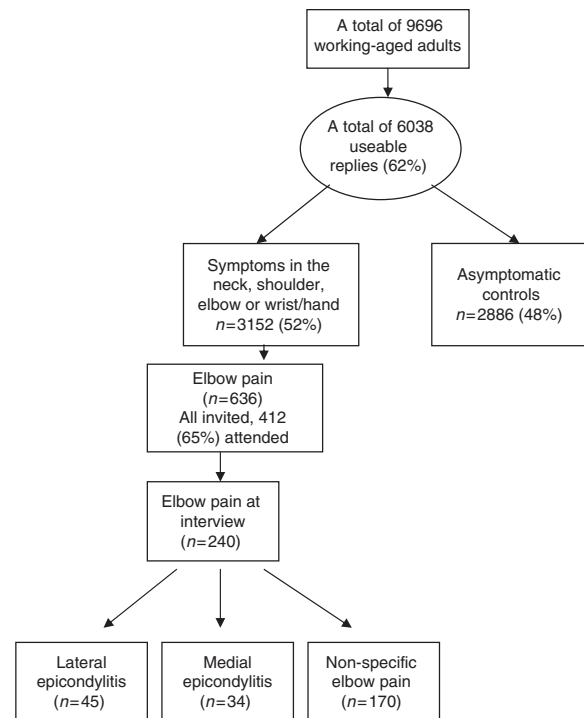 A total of 9696
working-aged adults
A total of 6038
useable
replies (62%)
Symptoms in the
neck, shoulder,
elbow or wrist/hand
n=3152 (52%)
Asymptomatic
controls
n=2886 (48%)
Elbow pain
(n=636)
All invited, 412
(65%) attended
Elbow pain at
interview
(n=240)
Lateral
epicondylitis
(n=45)
Medial
epicondylitis
(n=34)
Non-specific
elbow pain
(n=170)